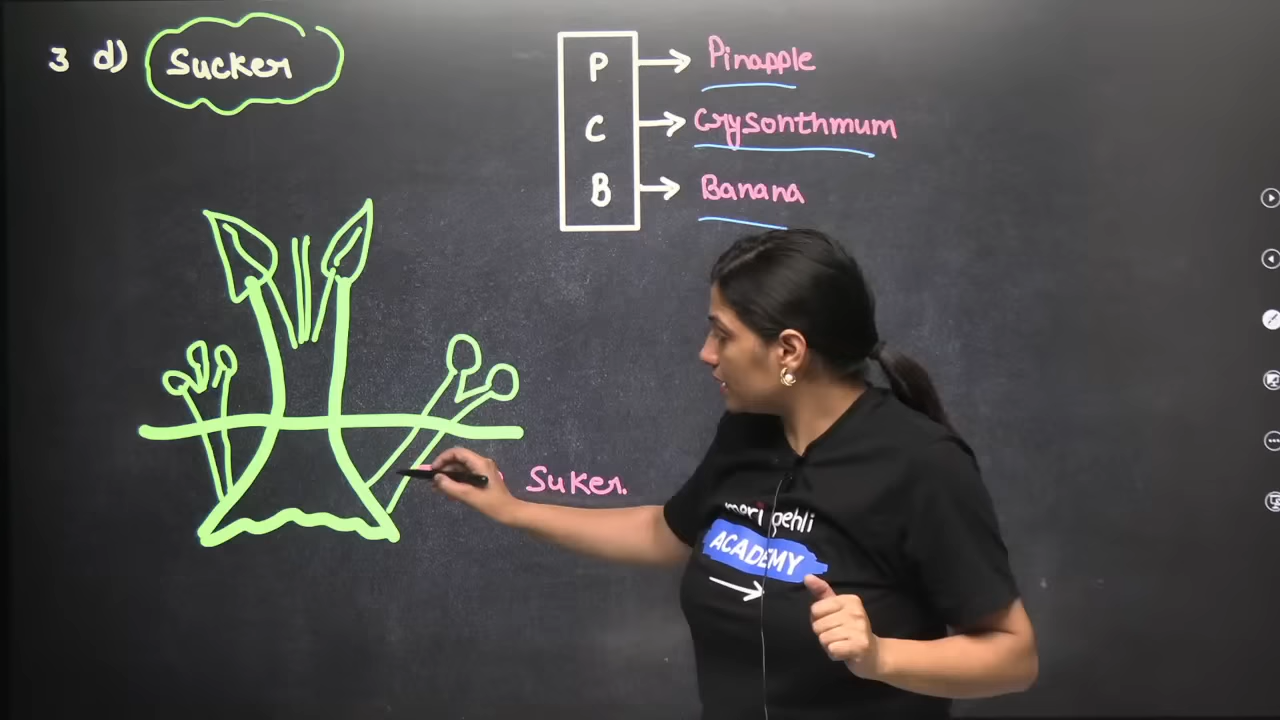 3 d) Sucker
P → Pinapple
C → Crysonthmum
B → Banana
Suker.
meri pehli
ACADEMY